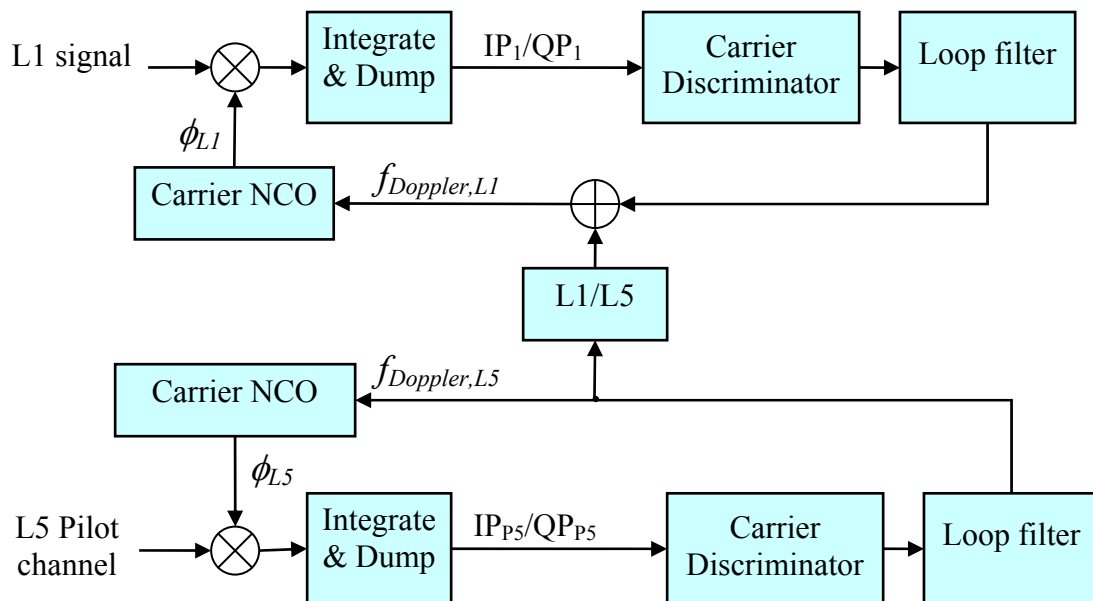 L1 signal
Integrate
& Dump
IP₁/QP₁
Carrier
Discriminator
Loop filter
ϕL1
Carrier NCO
fDoppler,L1
L1/L5
Carrier NCO
fDoppler,L5
ϕL5
L5 Pilot
channel
Integrate
& Dump
IPP5/QPP5
Carrier
Discriminator
Loop filter